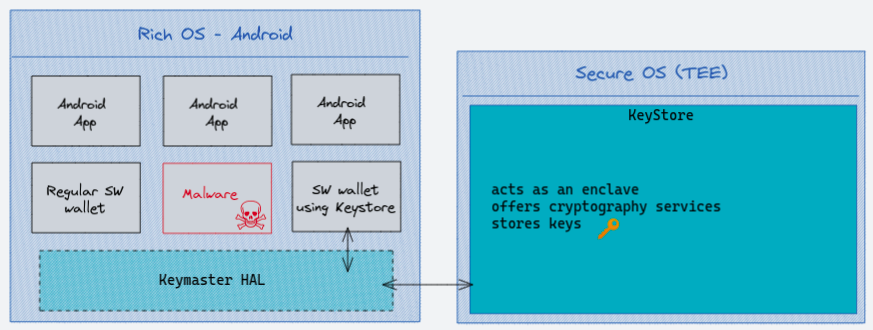 Rich OS - Android
Android
App
Android
App
Android
App
Regular SW
wallet
Malware
SW wallet
using Keystore
Keymaster HAL
Secure OS (TEE)
KeyStore
acts as an enclave
offers cryptography services
stores keys